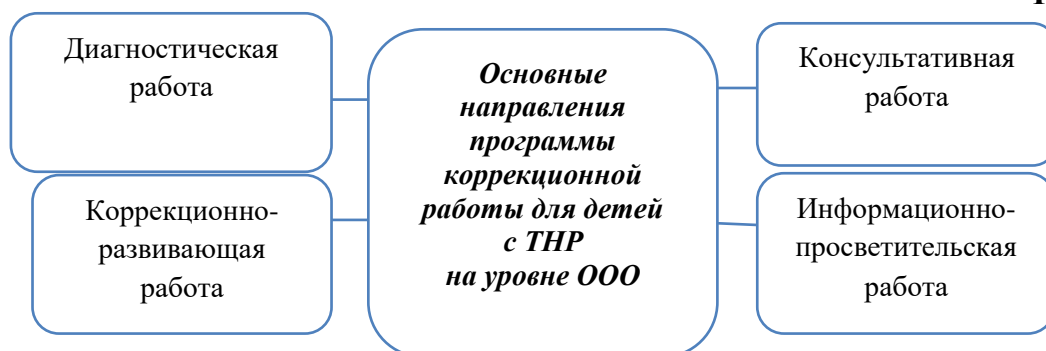 Диагностическая
работа
Коррекционно-
развивающая
работа
Основные
направления
программы
коррекционной
работы для детей
с ТНР
на уровне ООО
Консультативная
работа
Информационно-
просветительская
работа